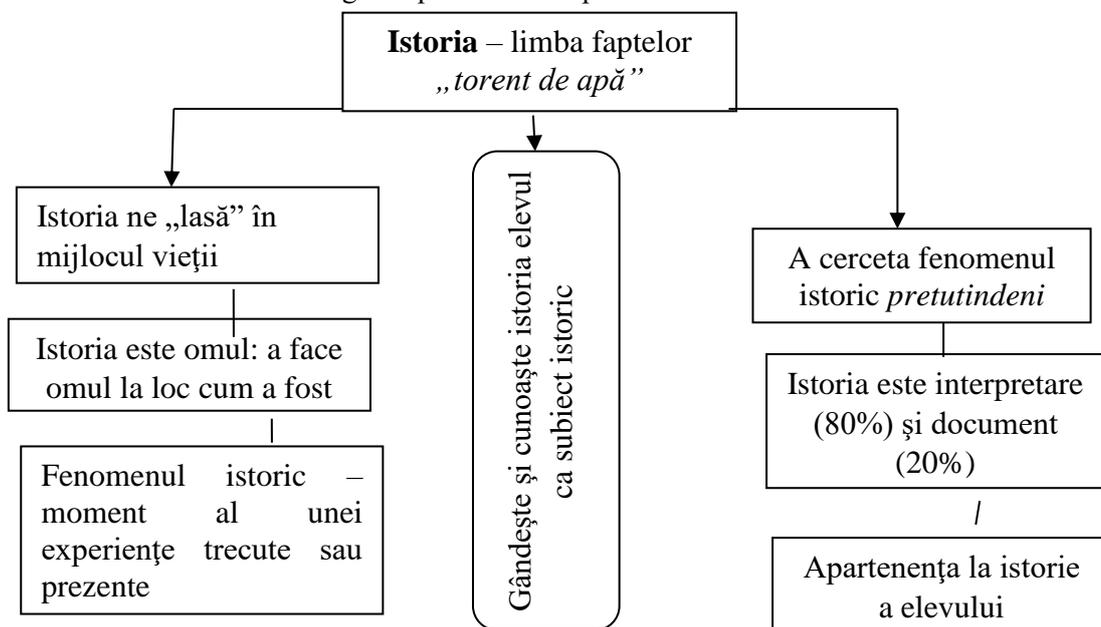 Istoria – limba faptelor
„torent de apă”
Istoria ne „lasă” în
mijlocul vieţii
Istoria este omul: a face
omul la loc cum a fost
Fenomenul istoric –
moment al unei
experienţe trecute sau
prezente
Gândeşte şi cunoaşte istoria elevul
ca subiect istoric
A cerceta fenomenul
istoric pretutindeni
Istoria este interpretare
(80%) şi document
(20%)
Apartenenţa la istorie
a elevului